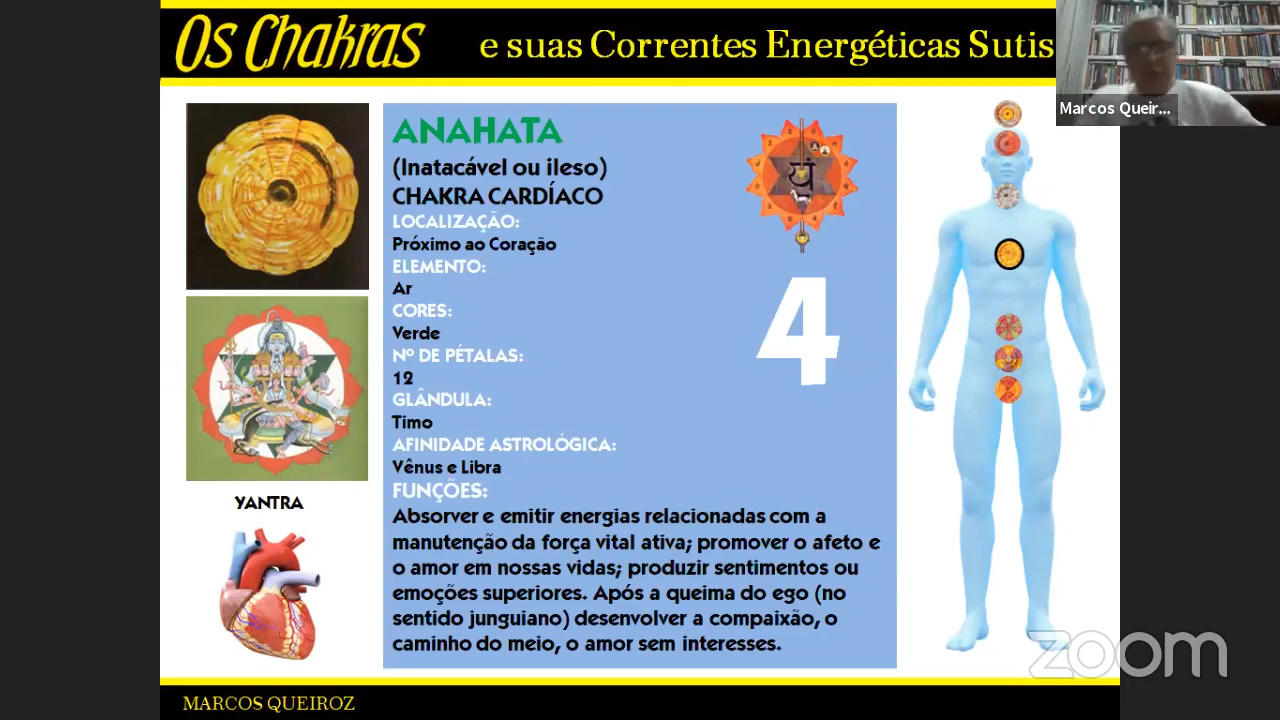 Os Chakras e suas Correntes Energéticas Sutis
Marcos Queir...
ANAHATA
(Inatacável ou ileso)
CHAKRA CARDÍACO
LOCALIZAÇÃO:
Próximo ao Coração
ELEMENTO:
Ar
CORES:
Verde
Nº DE PÉTALAS:
12
GLÂNDULA:
Timo
AFINIDADE ASTROLÓGICA:
Vênus e Libra
FUNÇÕES:
Absorver e emitir energias relacionadas com a
manutenção da força vital ativa; promover o afeto e
o amor em nossas vidas; produzir sentimentos ou
emoções superiores. Após a queima do ego (no
sentido junguiano) desenvolver a compaixão, o
caminho do meio, o amor sem interesses.
यं
4
YANTRA
zoom
MARCOS QUEIROZ